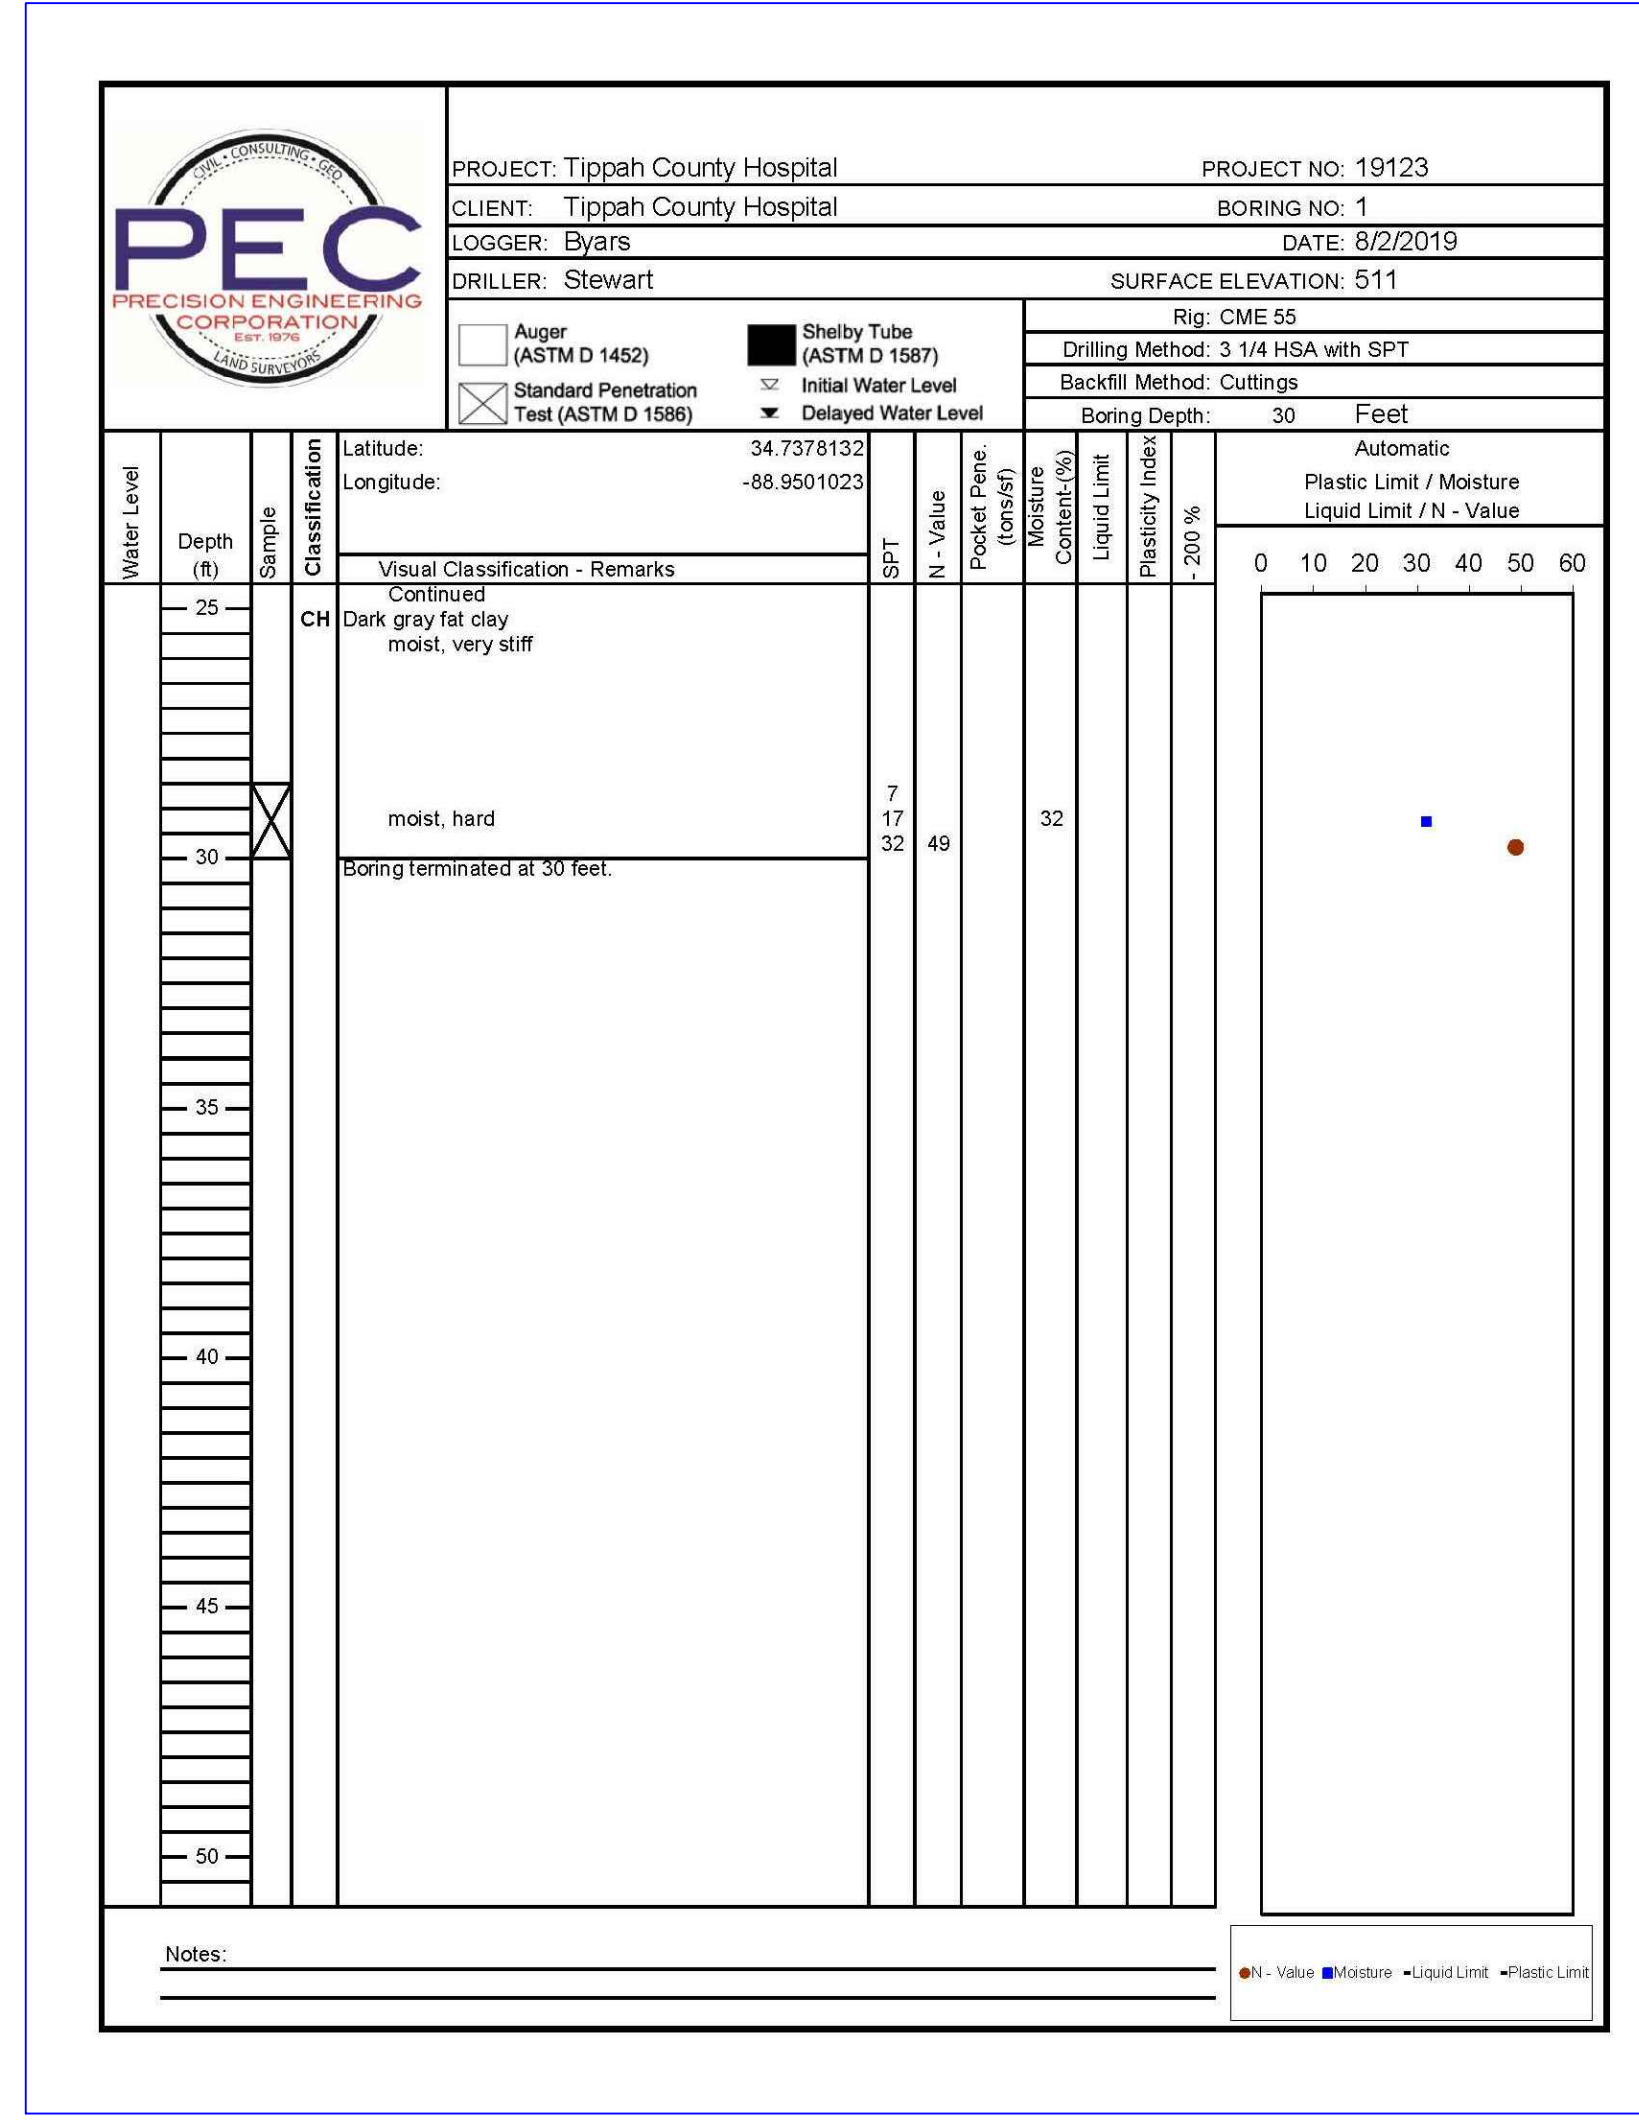 CIVIL • CONSULTING • GEO
PEC
PRECISION ENGINEERING
CORPORATION
EST. 1976
LAND SURVEYORS
PROJECT: Tippah County Hospital PROJECT NO: 19123
CLIENT: Tippah County Hospital BORING NO: 1
LOGGER: Byars DATE: 8/2/2019
DRILLER: Stewart SURFACE ELEVATION: 511
Auger
(ASTM D 1452)
Shelby Tube
(ASTM D 1587)
Standard Penetration
Test (ASTM D 1586)
Initial Water Level
Delayed Water Level
Rig: CME 55
Drilling Method: 3 1/4 HSA with SPT
Backfill Method: Cuttings
Boring Depth: 30 Feet
Water Level
Depth
(ft)
Sample
Classification
Latitude: 34.7378132
Longitude: -88.9501023
Visual Classification - Remarks
SPT
N - Value
Pocket Pene.
(tons/sf)
Moisture
Content-(%)
Liquid Limit
Plasticity Index
- 200 %
Automatic
Plastic Limit / Moisture
Liquid Limit / N - Value
0 10 20 30 40 50 60
Continued
25
CH Dark gray fat clay
moist, very stiff
7
moist, hard 17 32
32 49
30
Boring terminated at 30 feet.
35
40
45
50
Notes:
N - Value Moisture Liquid Limit Plastic Limit